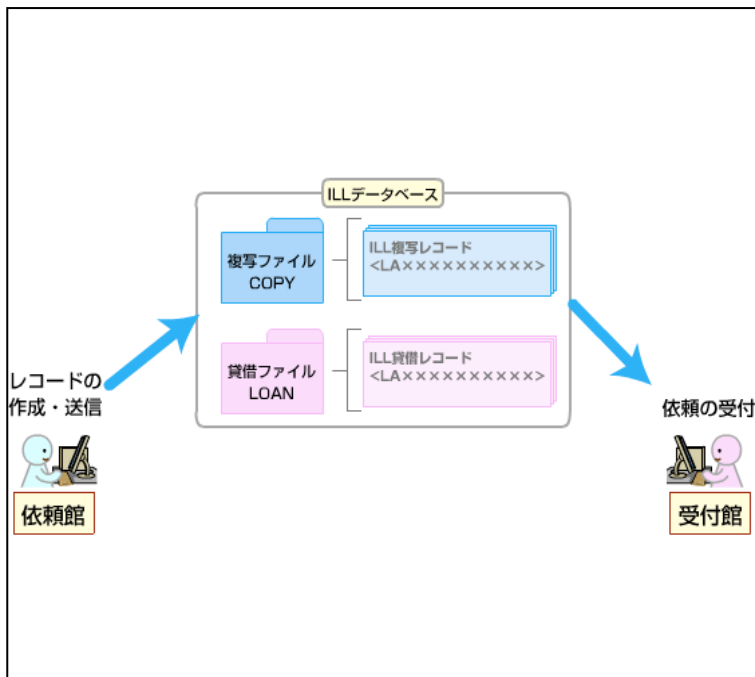 ILLデータベース
複写ファイル
COPY
ILL複写レコード
<LA××××××××××>
貸借ファイル
LOAN
ILL貸借レコード
<LA××××××××××>
レコードの
作成・送信
依頼館
依頼の受付
受付館